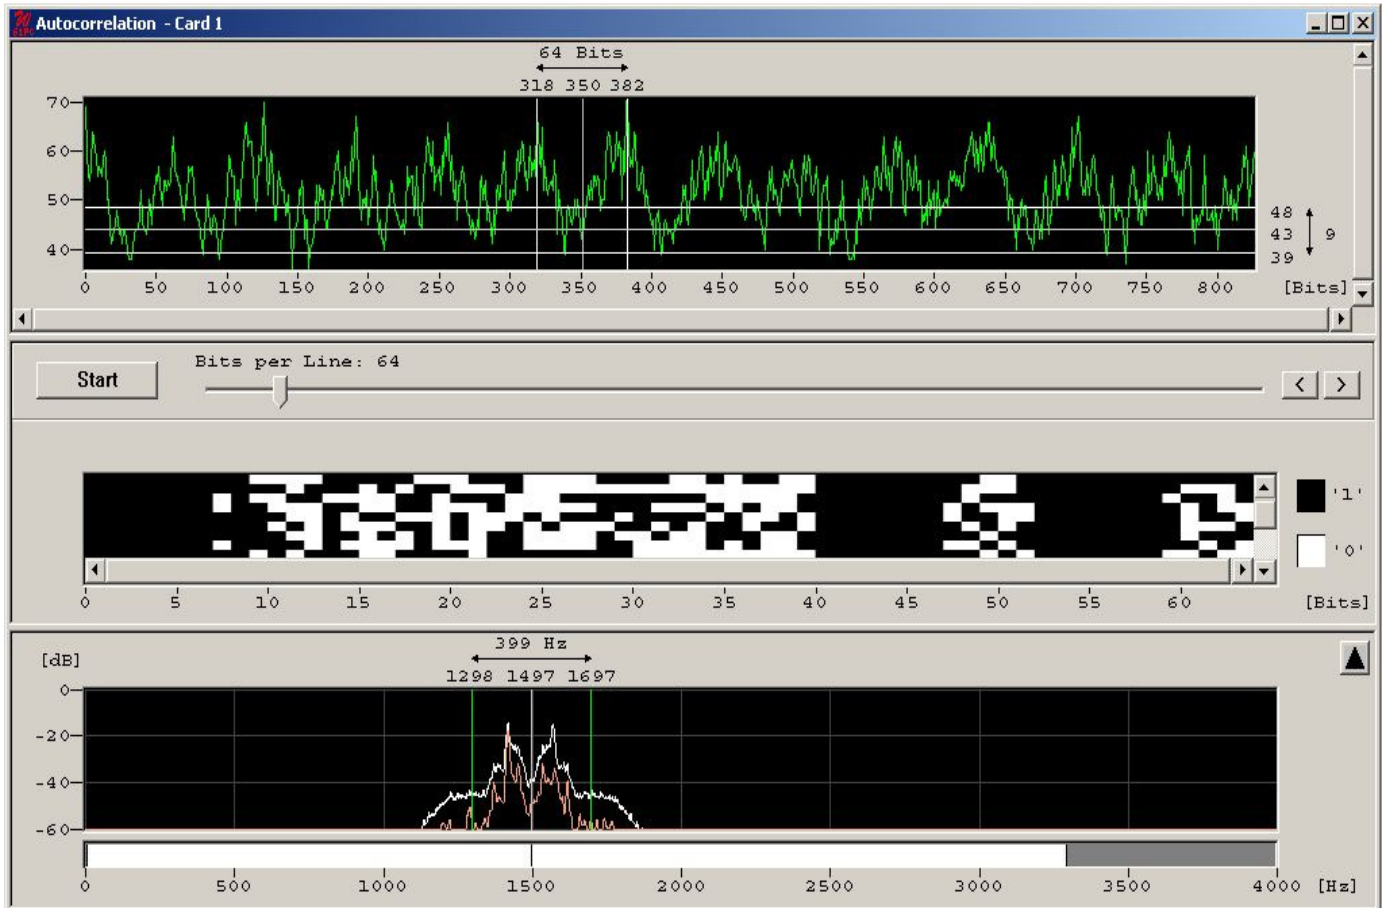 Autocorrelation - Card 1
64 Bits
318 350 382
70
60
50
40
48
43 9
39
0 50 100 150 200 250 300 350 400 450 500 550 600 650 700 750 800 [Bits]
Start
Bits per Line: 64
< >
'1'
'0'
0 5 10 15 20 25 30 35 40 45 50 55 60 [Bits]
399 Hz
[dB]
1298 1497 1697
0
-20
-40
-60
0 500 1000 1500 2000 2500 3000 3500 4000 [Hz]